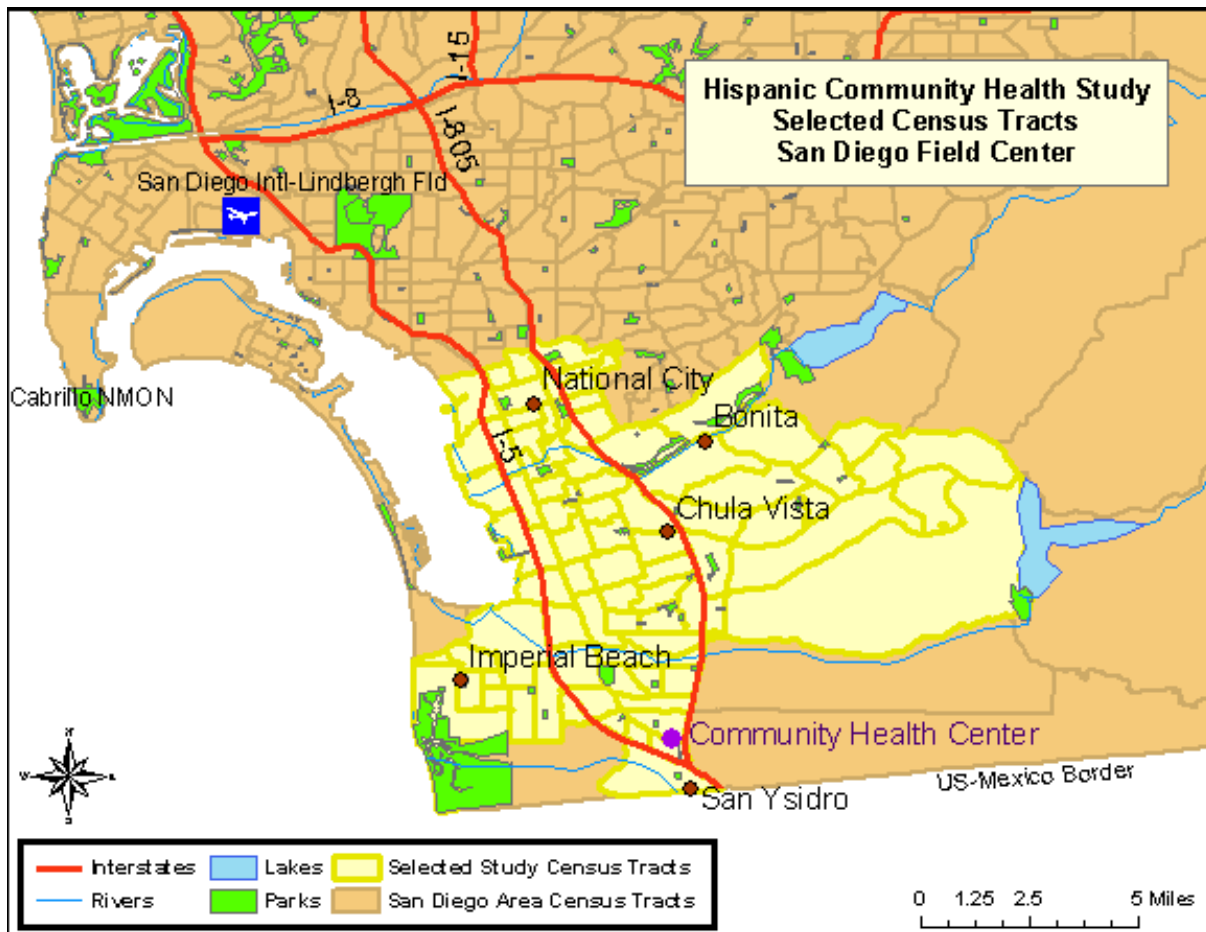 Hispanic Community Health Study
Selected Census Tracts
San Diego Field Center
I-15
I-8
I-805
San Diego Intl-Lindbergh Fld
Cabrillo NMON
National City
Bonita
I-5
Chula Vista
Imperial Beach
Community Health Center
US-Mexico Border
San Ysidro
N
W
E
S
Interstates
Lakes
Selected Study Census Tracts
Rivers
Parks
San Diego Area Census Tracts
0 1.25 2.5 5 Miles